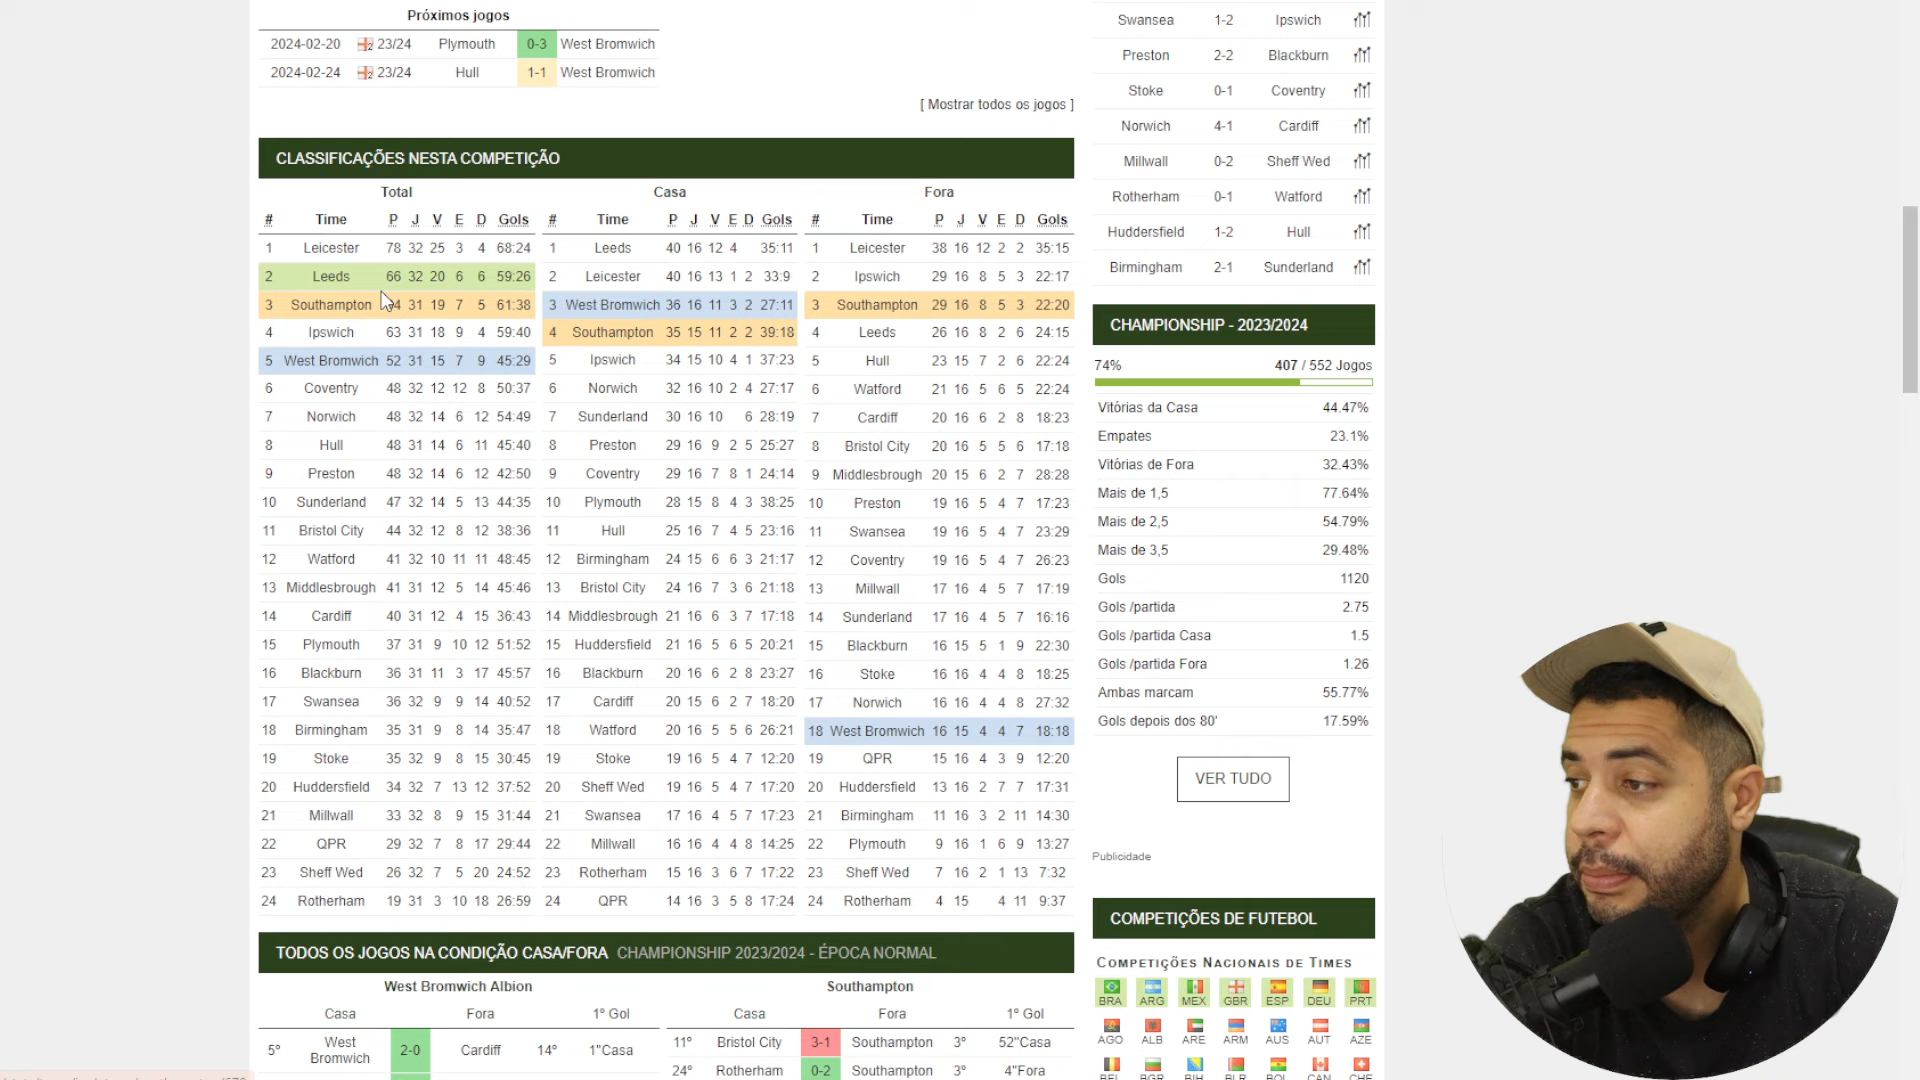 Próximos jogos
2024-02-20 23/24 Plymouth 0-3 West Bromwich
2024-02-24 23/24 Hull 1-1 West Bromwich
[ Mostrar todos os jogos ]
CLASSIFICAÇÕES NESTA COMPETIÇÃO
Total Casa Fora
# Time P J V E D Gols # Time P J V E D Gols # Time P J V E D Gols
1 Leicester 78 32 25 3 4 68:24 1 Leeds 40 16 12 4 35:11 1 Leicester 38 16 12 2 2 35:15
2 Leeds 66 32 20 6 6 59:26 2 Leicester 40 16 13 1 2 33:9 2 Ipswich 29 16 8 5 3 22:17
3 Southampton 31 19 7 5 61:38 3 West Bromwich 36 16 11 3 2 27:11 3 Southampton 29 16 8 5 3 22:20
4 Ipswich 63 31 18 9 4 59:40 4 Southampton 35 15 11 2 2 39:18 4 Leeds 26 16 8 2 6 24:15
5 West Bromwich 52 31 15 7 9 45:29 5 Ipswich 34 15 10 4 1 37:23 5 Hull 23 15 7 2 6 22:24
6 Coventry 48 32 12 12 8 50:37 6 Norwich 32 16 10 2 4 27:17 6 Watford 21 16 5 6 5 22:24
7 Norwich 48 32 14 6 12 54:49 7 Sunderland 30 16 10 6 28:19 7 Cardiff 20 16 6 2 8 18:23
8 Hull 48 31 14 6 11 45:40 8 Preston 29 16 9 2 5 25:27 8 Bristol City 20 16 5 5 6 17:18
9 Preston 48 32 14 6 12 42:50 9 Coventry 29 16 7 8 1 24:14 9 Middlesbrough 20 15 6 2 7 28:28
10 Sunderland 47 32 14 5 13 44:35 10 Plymouth 28 15 8 4 3 38:25 10 Preston 19 16 5 4 7 17:23
11 Bristol City 44 32 12 8 12 38:36 11 Hull 25 16 7 4 5 23:16 11 Swansea 19 16 5 4 7 23:29
12 Watford 41 32 10 11 11 48:45 12 Birmingham 24 15 6 6 3 21:17 12 Coventry 19 16 5 4 7 26:23
13 Middlesbrough 41 31 12 5 14 45:46 13 Bristol City 24 16 7 3 6 21:18 13 Millwall 17 16 4 5 7 17:19
14 Cardiff 40 31 12 4 15 36:43 14 Middlesbrough 21 16 6 3 7 17:18 14 Sunderland 17 16 4 5 7 16:16
15 Plymouth 37 31 9 10 12 51:52 15 Huddersfield 21 16 5 6 5 20:21 15 Blackburn 16 15 5 1 9 22:30
16 Blackburn 36 31 11 3 17 45:57 16 Blackburn 20 16 6 2 8 23:27 16 Stoke 16 16 4 4 8 18:25
17 Swansea 36 32 9 9 14 40:52 17 Cardiff 20 15 6 2 7 18:20 17 Norwich 16 16 4 4 8 27:32
18 Birmingham 35 31 9 8 14 35:47 18 Watford 20 16 5 5 6 26:21 18 West Bromwich 16 15 4 4 7 18:18
19 Stoke 35 32 9 8 15 30:45 19 Stoke 19 16 5 4 7 12:20 19 QPR 15 16 4 3 9 12:20
20 Huddersfield 34 32 7 13 12 37:52 20 Sheff Wed 19 16 5 4 7 17:20 20 Huddersfield 13 16 2 7 7 17:31
21 Millwall 33 32 8 9 15 31:44 21 Swansea 17 16 4 5 7 17:23 21 Birmingham 11 16 3 2 11 14:30
22 QPR 29 32 7 8 17 29:44 22 Millwall 16 16 4 4 8 14:25 22 Plymouth 9 16 1 6 9 13:27
23 Sheff Wed 26 32 7 5 20 24:52 23 Rotherham 15 16 3 6 7 17:22 23 Sheff Wed 7 16 2 1 13 7:32
24 Rotherham 19 31 3 10 18 26:59 24 QPR 14 16 3 5 8 17:24 24 Rotherham 4 15 4 11 9:37
TODOS OS JOGOS NA CONDIÇÃO CASA/FORA CHAMPIONSHIP 2023/2024 - ÉPOCA NORMAL
West Bromwich Albion Southampton
Casa Fora 1º Gol Casa Fora 1º Gol
5º West Bromwich 2-0 Cardiff 14º 1"Casa
11º Bristol City 3-1 Southampton 3º 52"Casa
24º Rotherham 0-2 Southampton 3º 4"Fora
Swansea 1-2 Ipswich
Preston 2-2 Blackburn
Stoke 0-1 Coventry
Norwich 4-1 Cardiff
Millwall 0-2 Sheff Wed
Rotherham 0-1 Watford
Huddersfield 1-2 Hull
Birmingham 2-1 Sunderland
CHAMPIONSHIP - 2023/2024
74% 407 / 552 Jogos
Vitórias da Casa 44.47%
Empates 23.1%
Vitórias de Fora 32.43%
Mais de 1,5 77.64%
Mais de 2,5 54.79%
Mais de 3,5 29.48%
Gols 1120
Gols /partida 2.75
Gols /partida Casa 1.5
Gols /partida Fora 1.26
Ambas marcam 55.77%
Gols depois dos 80' 17.59%
VER TUDO
Publicidade
COMPETIÇÕES DE FUTEBOL
COMPETIÇÕES NACIONAIS DE TIMES
BRA ARG MEX GBR ESP DEU PRT
AGO ALB ARE ARM AUS AUT AZE
BEL BGR BIH BLR BOL CAN CHE